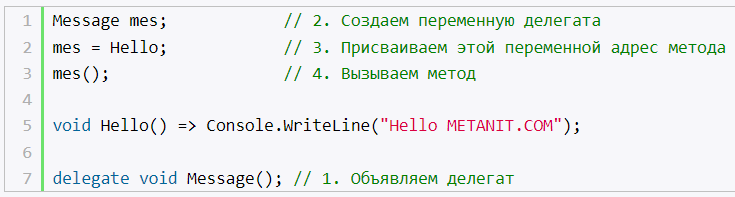 1 Message mes; // 2. Создаем переменную делегата
2 mes = Hello; // 3. Присваиваем этой переменной адрес метода
3 mes(); // 4. Вызываем метод
4
5 void Hello() => Console.WriteLine("Hello METANIT.COM");
6
7 delegate void Message(); // 1. Объявляем делегат